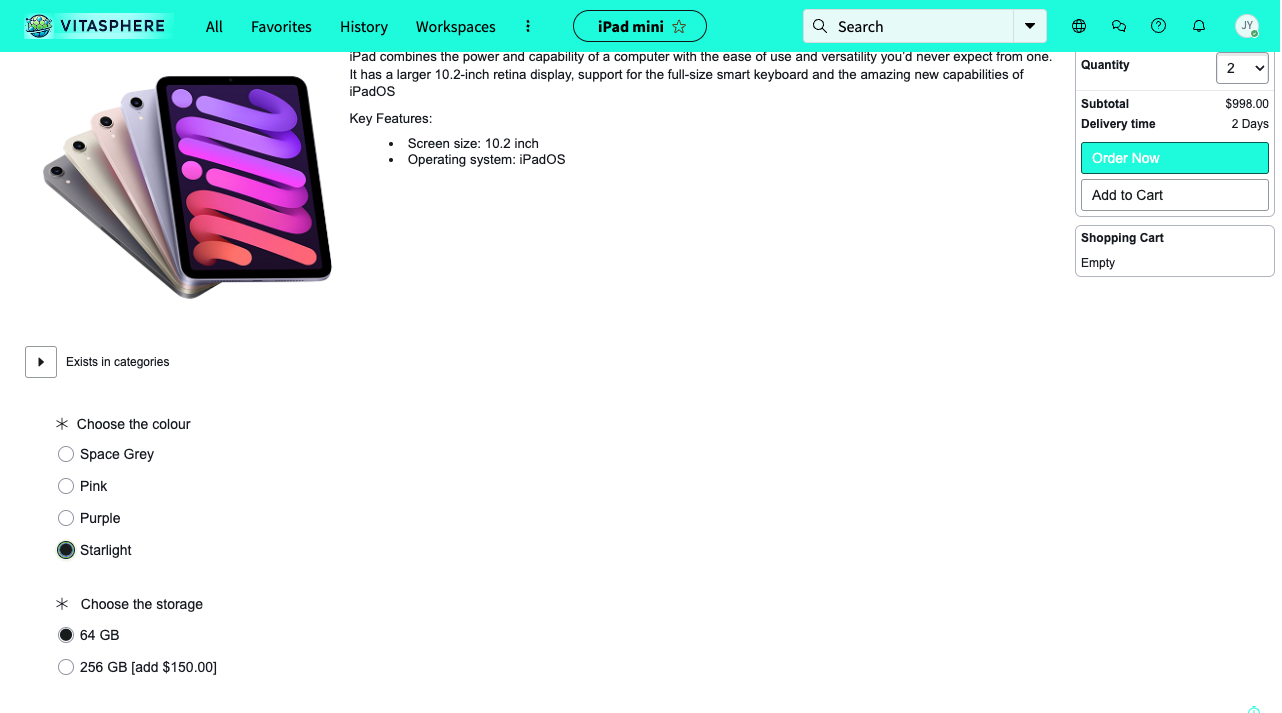 VITASPHERE
All
Favorites
History
Workspaces
iPad mini
Search
JY
iPad combines the power and capability of a computer with the ease of use and versatility you'd never expect from one.
It has a larger 10.2-inch retina display, support for the full-size smart keyboard and the amazing new capabilities of
iPadOS
Key Features:
• Screen size: 10.2 inch
• Operating system: iPadOS
Quantity
2
Subtotal $998.00
Delivery time 2 Days
Order Now
Add to Cart
Shopping Cart
Empty
Exists in categories
Choose the colour
Space Grey
Pink
Purple
Starlight
Choose the storage
64 GB
256 GB [add $150.00]